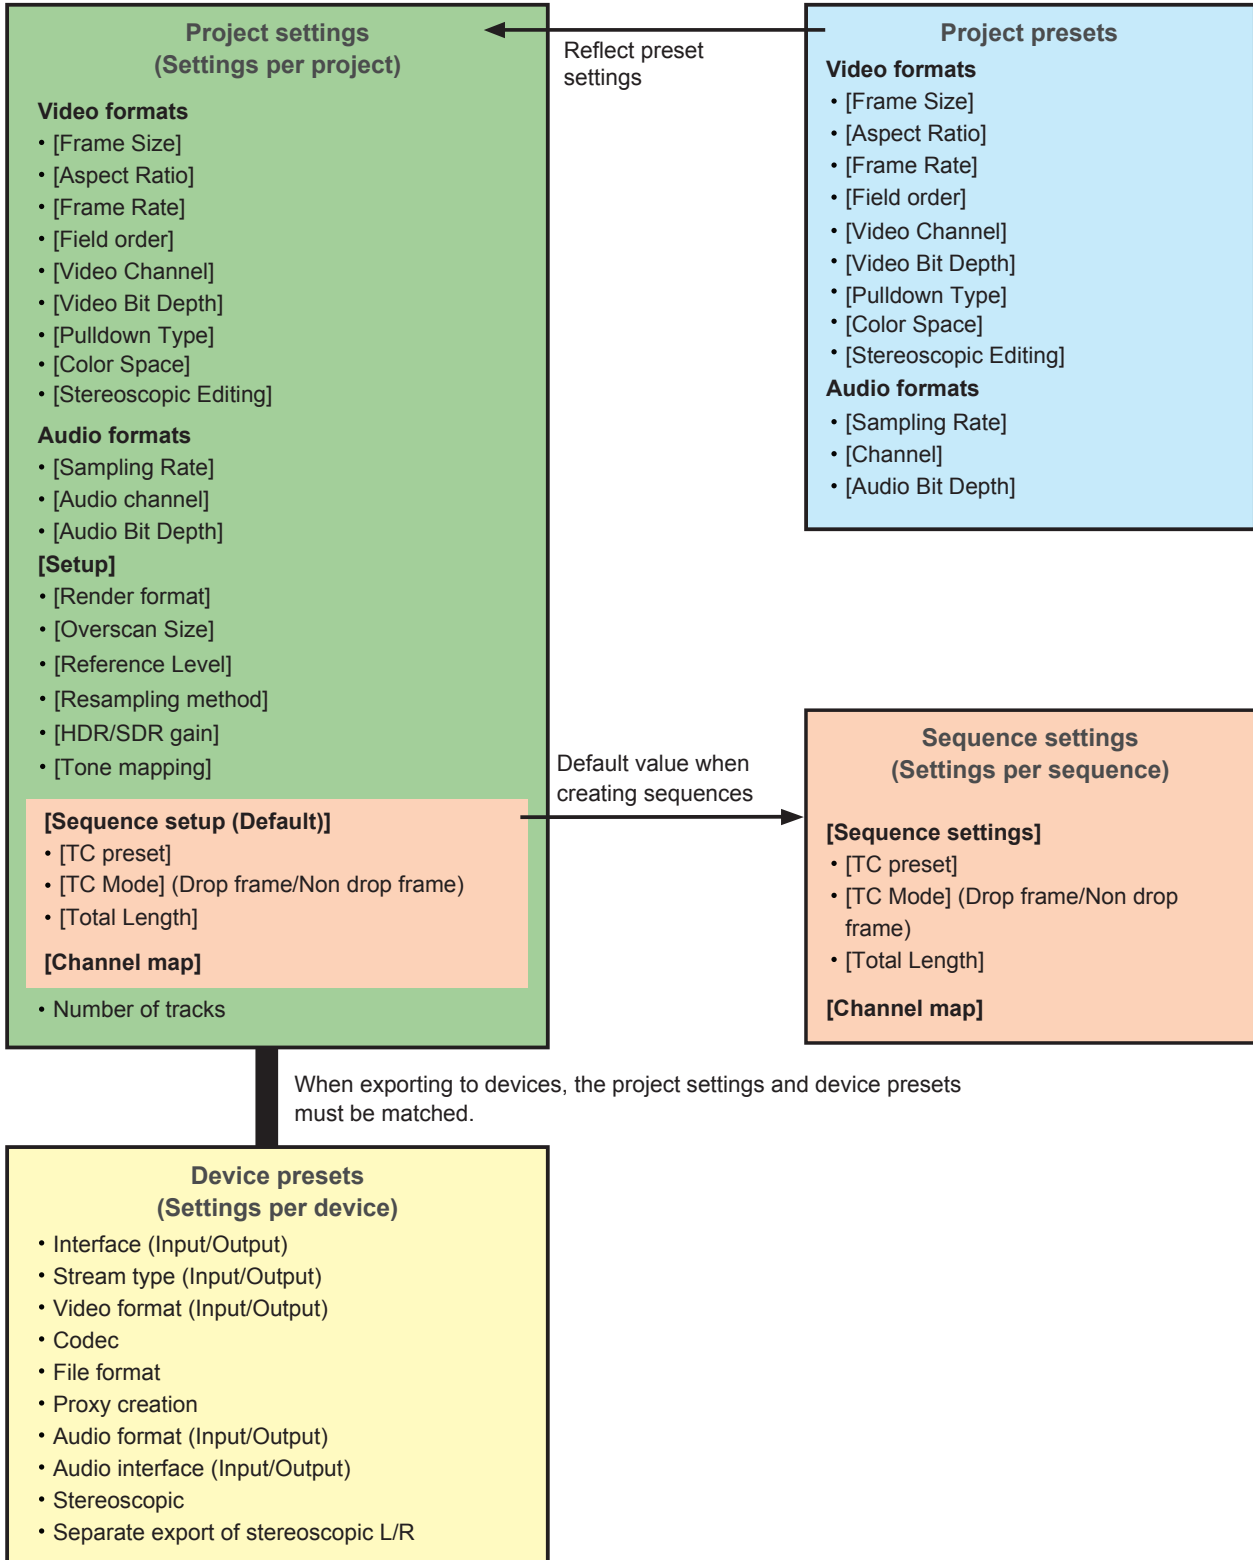 Project settings
(Settings per project)
Video formats
• [Frame Size]
• [Aspect Ratio]
• [Frame Rate]
• [Field order]
• [Video Channel]
• [Video Bit Depth]
• [Pulldown Type]
• [Color Space]
• [Stereoscopic Editing]
Audio formats
• [Sampling Rate]
• [Audio channel]
• [Audio Bit Depth]
[Setup]
• [Render format]
• [Overscan Size]
• [Reference Level]
• [Resampling method]
• [HDR/SDR gain]
• [Tone mapping]
[Sequence setup (Default)]
• [TC preset]
• [TC Mode] (Drop frame/Non drop frame)
• [Total Length]
[Channel map]
• Number of tracks
Reflect preset
settings
Project presets
Video formats
• [Frame Size]
• [Aspect Ratio]
• [Frame Rate]
• [Field order]
• [Video Channel]
• [Video Bit Depth]
• [Pulldown Type]
• [Color Space]
• [Stereoscopic Editing]
Audio formats
• [Sampling Rate]
• [Channel]
• [Audio Bit Depth]
Default value when
creating sequences
Sequence settings
(Settings per sequence)
[Sequence settings]
• [TC preset]
• [TC Mode] (Drop frame/Non drop
frame)
• [Total Length]
[Channel map]
When exporting to devices, the project settings and device presets
must be matched.
Device presets
(Settings per device)
• Interface (Input/Output)
• Stream type (Input/Output)
• Video format (Input/Output)
• Codec
• File format
• Proxy creation
• Audio format (Input/Output)
• Audio interface (Input/Output)
• Stereoscopic
• Separate export of stereoscopic L/R